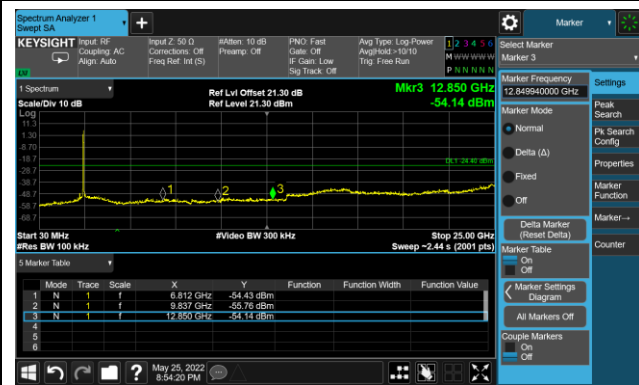 Spectrum Analyzer 1
Swept SA
Marker
KEYSIGHT
Input: RF
Coupling: AC
Align: Auto
Input Z: 50 Ω
Corrections: Off
Freq Ref: Int (S)
#Atten: 10 dB
Preamp: Off
PNO: Fast
Gate: Off
IF Gain: Low
Sig Track: Off
Avg Type: Log-Power
Avg|Hold:>10/10
Trig: Free Run
1 2 3 4 5 6
M W W W W W
P N N N N N
LXI
Select Marker
Marker 3
1 Spectrum
Scale/Div 10 dB
Ref Lvl Offset 21.30 dB
Ref Level 21.30 dBm
Mkr3 12.850 GHz
-54.14 dBm
Log
11.3
1.30
-8.70
-18.7
-28.7
-38.7
-48.7
-58.7
-68.7
1
2
3
Start 30 MHz
#Res BW 100 kHz
#Video BW 300 kHz
Stop 25.00 GHz
Sweep ~2.44 s (2001 pts)
5 Marker Table
Mode Trace Scale X Y Function Function Width Function Value
1 N 1 f 6.812 GHz -54.43 dBm
2 N 1 f 9.837 GHz -55.76 dBm
3 N 1 f 12.850 GHz -54.14 dBm
4
5
6
Marker Frequency
12.849940000 GHz
Marker Mode
Normal
Delta (Δ)
Fixed
Off
Delta Marker
(Reset Delta)
Marker Table
On
Off
Marker Settings
Diagram
All Markers Off
Couple Markers
On
Off
Settings
Peak
Search
Pk Search
Config
Properties
Marker
Function
Marker→
Counter
May 25, 2022
8:54:20 PM